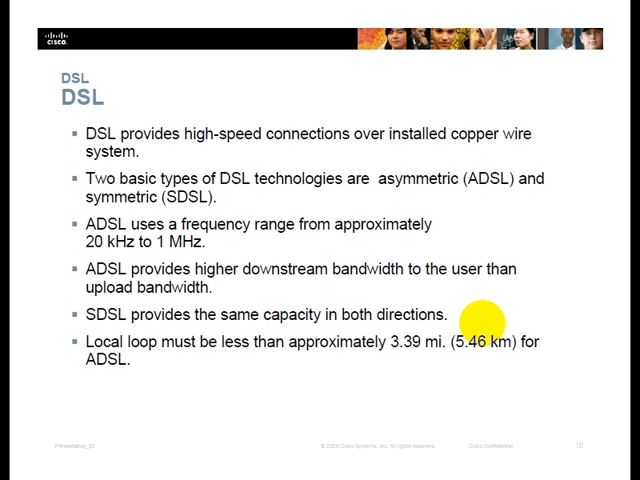 CISCO.
DSL
DSL
DSL provides high-speed connections over installed copper wire
system.
Two basic types of DSL technologies are asymmetric (ADSL) and
symmetric (SDSL).
ADSL uses a frequency range from approximately
20 kHz to 1 MHz.
ADSL provides higher downstream bandwidth to the user than
upload bandwidth.
SDSL provides the same capacity in both directions.
Local loop must be less than approximately 3.39 mi. (5.46 km) for
ADSL.
Presentation_ID
Cisco Systems, Inc. All rights reserved.
Cisco Confidential
16